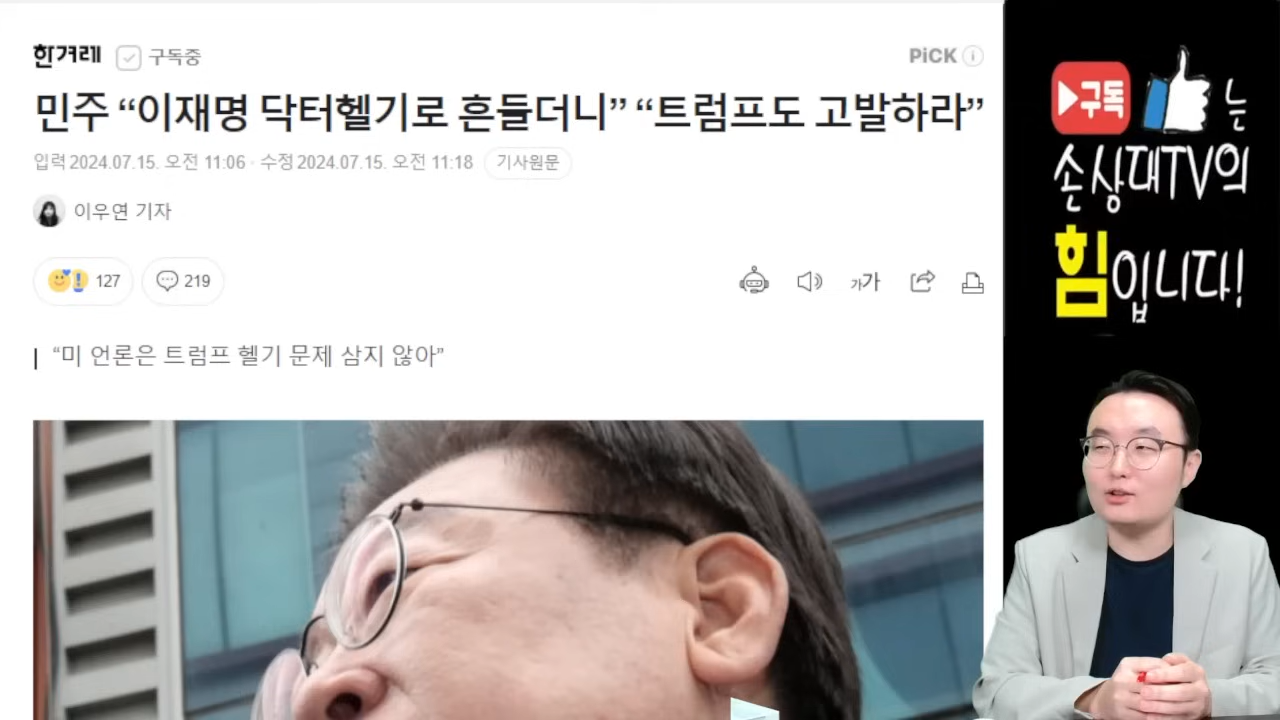 한겨레 구독중 PiCK
민주 “이재명 닥터헬기로 흔들더니” “트럼프도 고발하라”
입력 2024.07.15. 오전 11:06 · 수정 2024.07.15. 오전 11:18 기사원문
이우연 기자
127 219 가가
“미 언론은 트럼프 헬기 문제 삼지 않아”
구독 는
손상대TV의
힘입니다!